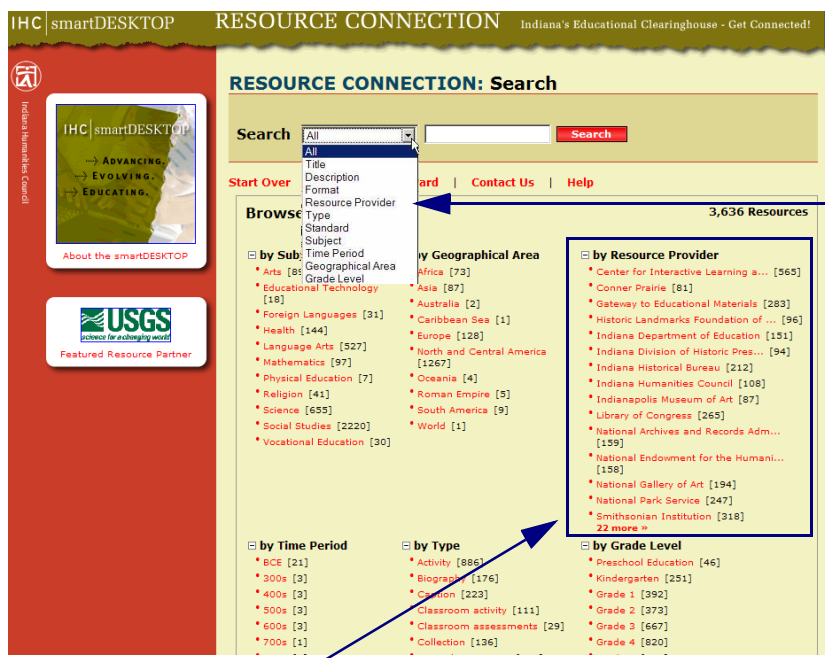 IHC smartDESKTOP
RESOURCE CONNECTION Indiana's Educational Clearinghouse - Get Connected!
Indiana Humanities Council
IHC smartDESKTOP
ADVANCING.
EVOLVING.
EDUCATING.
About the smartDESKTOP
USGS
science for a changing world
Featured Resource Partner
RESOURCE CONNECTION: Search
Search All Search
All
Title
Description
Format
Resource Provider
Type
Standard
Subject
Time Period
Geographical Area
Grade Level
Start Over | Contact Us | Help
Browse 3,636 Resources
by Sub
Arts [89
Educational Technology
[18]
Foreign Languages [31]
Health [144]
Language Arts [527]
Mathematics [97]
Physical Education [7]
Religion [41]
Science [655]
Social Studies [2220]
Vocational Education [30]
by Geographical Area
Africa [73]
Asia [87]
Australia [2]
Caribbean Sea [1]
Europe [128]
North and Central America
[1267]
Oceania [4]
Roman Empire [5]
South America [9]
World [1]
by Resource Provider
Center for Interactive Learning a... [565]
Conner Prairie [81]
Gateway to Educational Materials [283]
Historic Landmarks Foundation of ... [96]
Indiana Department of Education [151]
Indiana Division of Historic Pres... [94]
Indiana Historical Bureau [212]
Indiana Humanities Council [108]
Indianapolis Museum of Art [87]
Library of Congress [265]
National Archives and Records Adm...
[159]
National Endowment for the Humani...
[158]
National Gallery of Art [194]
National Park Service [247]
Smithsonian Institution [318]
22 more »
by Time Period
BCE [21]
300s [3]
400s [3]
500s [3]
600s [3]
700s [1]
by Type
Activity [886]
Biography [176]
Caption [223]
Classroom activity [111]
Classroom assessments [29]
Collection [136]
by Grade Level
Preschool Education [46]
Kindergarten [251]
Grade 1 [392]
Grade 2 [373]
Grade 3 [667]
Grade 4 [820]